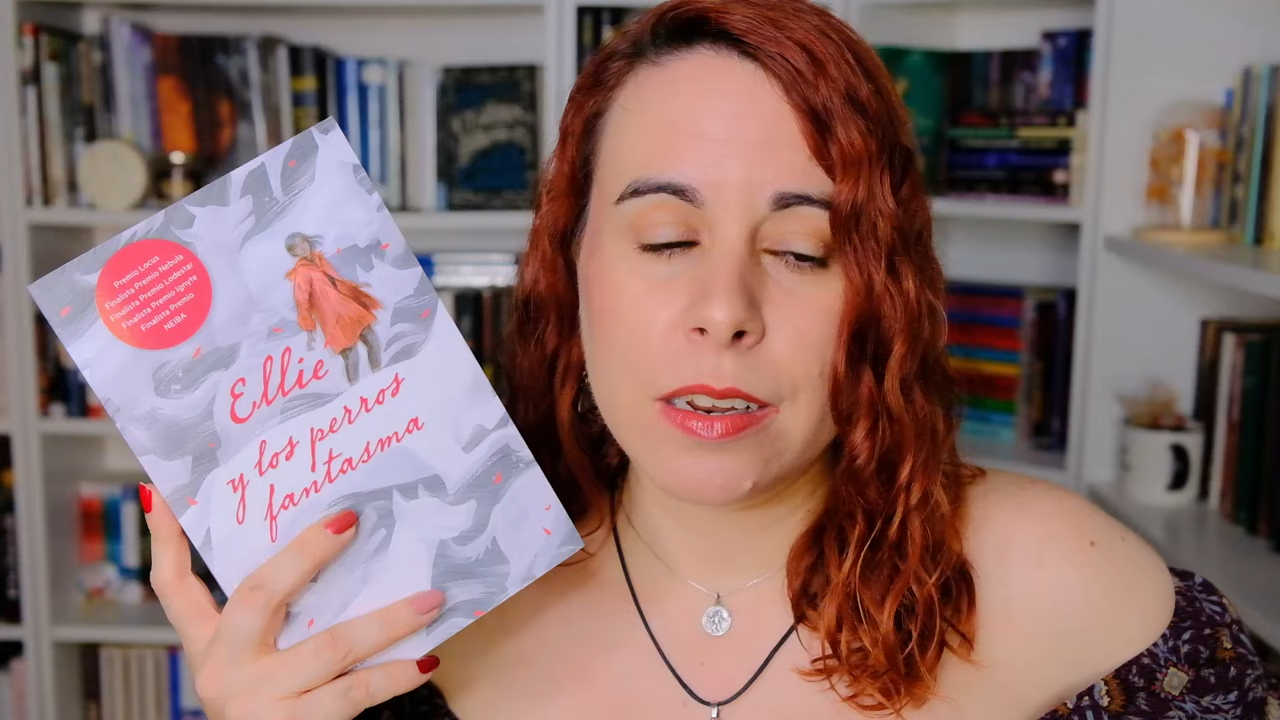 Premio Locus
Finalista Premio Nebula
Finalista Premio Lodestar
Finalista Premio Ignyte
Finalista Premio
NEIBA
Ellie
y los perros
fantasma